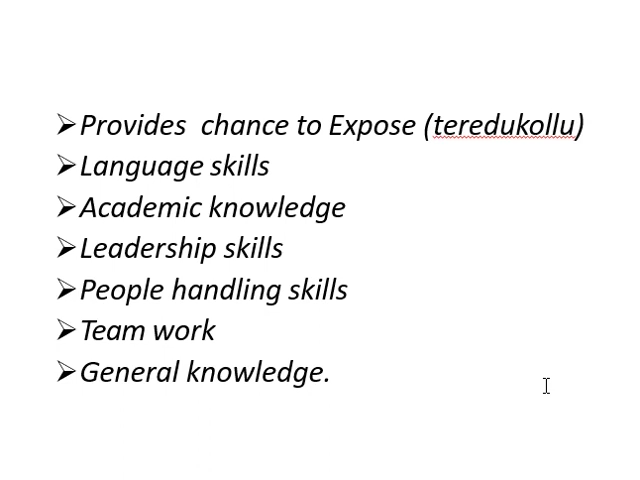 ➢Provides  chance to Expose (teredukollu)
➢Language skills
➢Academic knowledge
➢Leadership skills
➢People handling skills
➢Team work
➢General knowledge.